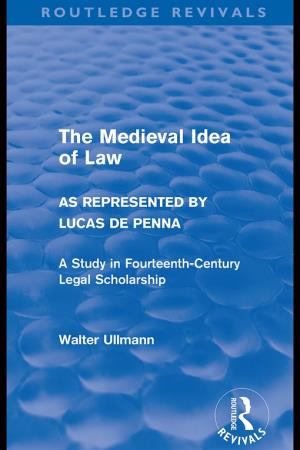 ROUTLEDGE REVIVALS
The Medieval Idea
of Law
AS REPRESENTED BY
LUCAS DE PENNA
A Study in Fourteenth-Century
Legal Scholarship
Walter Ullmann
ROUTLEDGE
REVIVALS